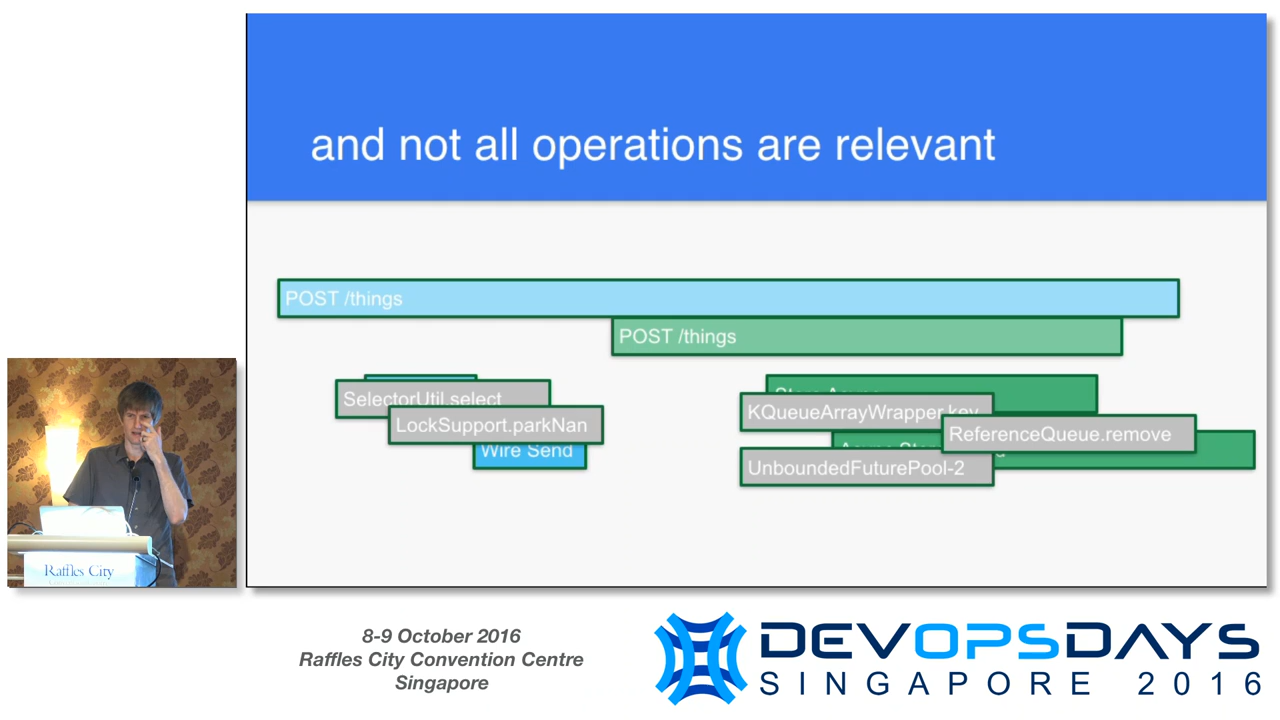 and not all operations are relevant
POST /things
POST /things
SelectorUtil.select
LockSupport.parkNan
Wire Send
KQueueArrayWrapper.kev
ReferenceQueue.remove
UnboundedFuturePool-2
Raffles City
8-9 October 2016
Raffles City Convention Centre
Singapore
DEVOPSDAYS
SINGAPORE 2016